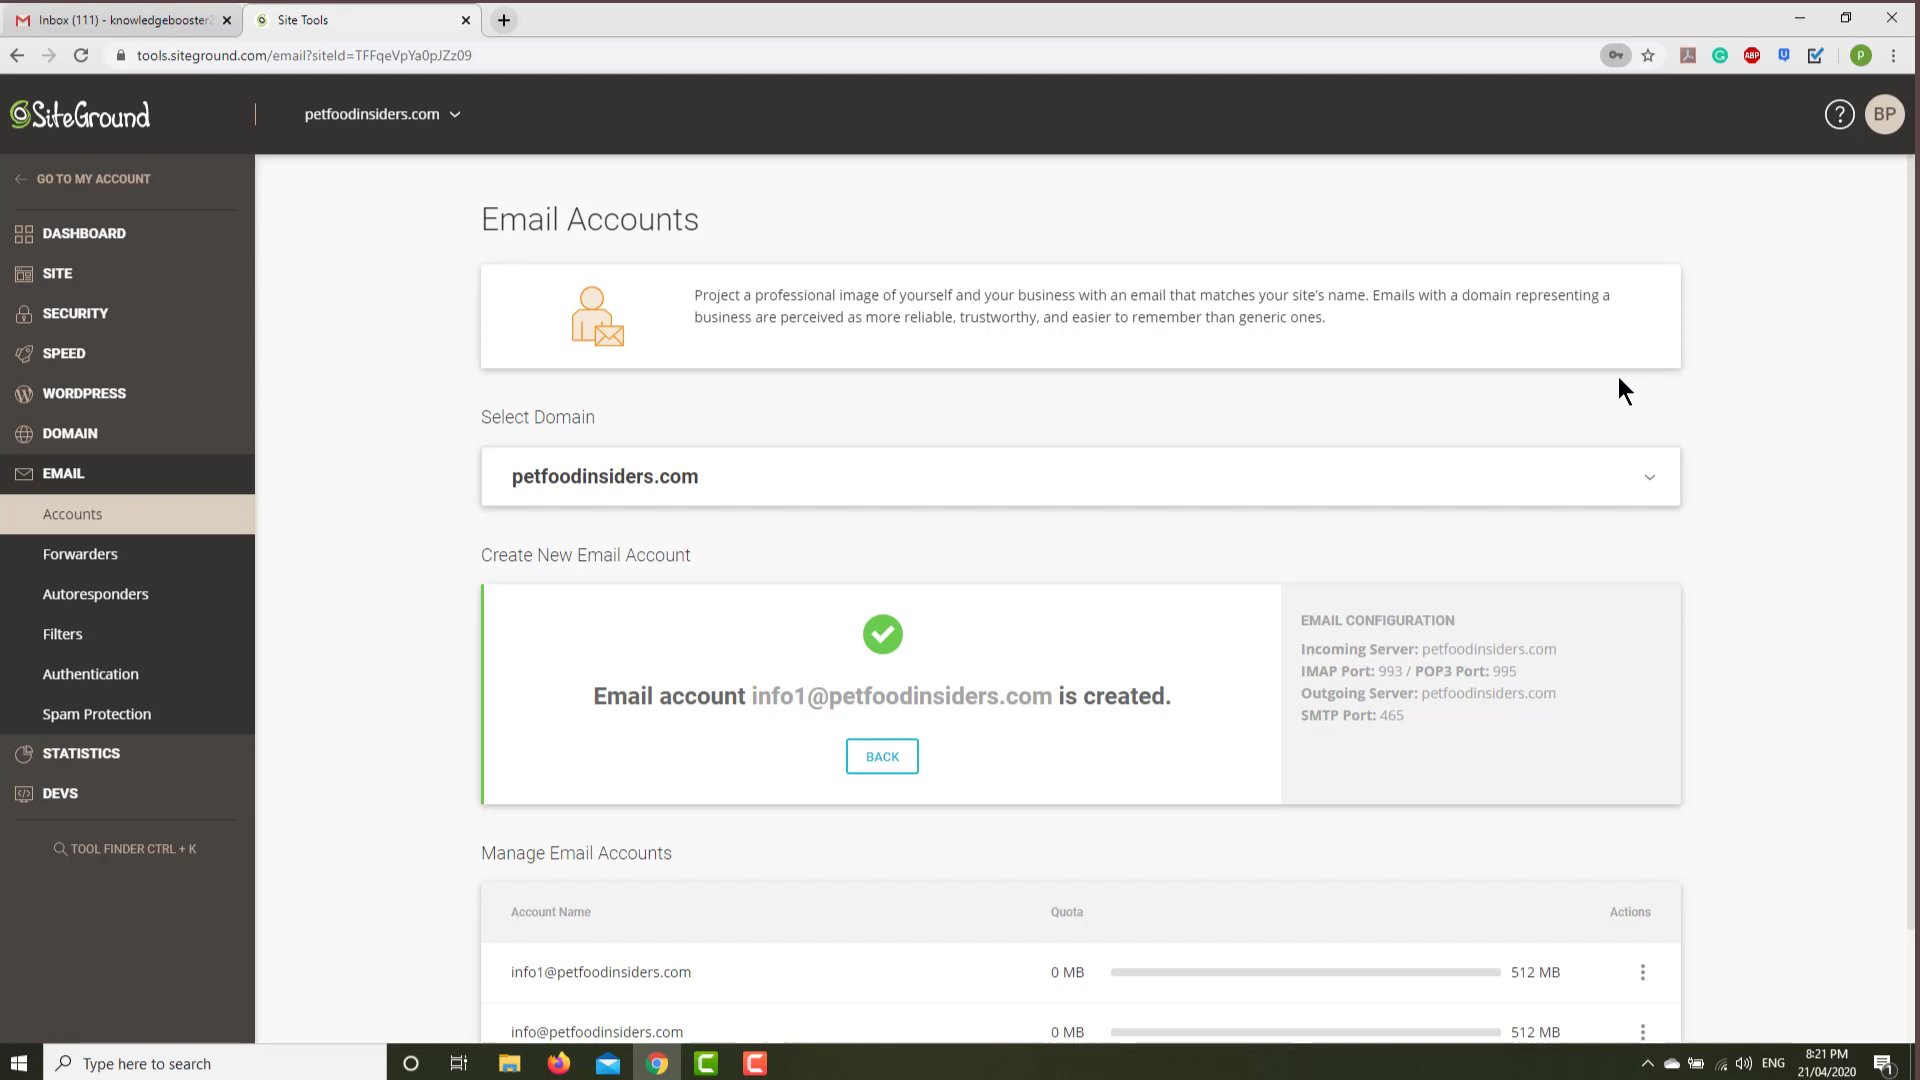 Inbox (111) - knowledgebooster
Site Tools
tools.siteground.com/email?siteId=TFFqeVpYa0pJZz09
ABP
P
SiteGround
petfoodinsiders.com
?
BP
GO TO MY ACCOUNT
DASHBOARD
SITE
SECURITY
SPEED
WORDPRESS
DOMAIN
EMAIL
Accounts
Forwarders
Autoresponders
Filters
Authentication
Spam Protection
STATISTICS
DEVS
TOOL FINDER CTRL + K
Email Accounts
Project a professional image of yourself and your business with an email that matches your site's name. Emails with a domain representing a
business are perceived as more reliable, trustworthy, and easier to remember than generic ones.
Select Domain
petfoodinsiders.com
Create New Email Account
Email account info1@petfoodinsiders.com is created.
BACK
EMAIL CONFIGURATION
Incoming Server: petfoodinsiders.com
IMAP Port: 993 / POP3 Port: 995
Outgoing Server: petfoodinsiders.com
SMTP Port: 465
Manage Email Accounts
Account Name Quota Actions
info1@petfoodinsiders.com 0 MB 512 MB
info@petfoodinsiders.com 0 MB 512 MB
Type here to search
ENG
8:21 PM
21/04/2020
1